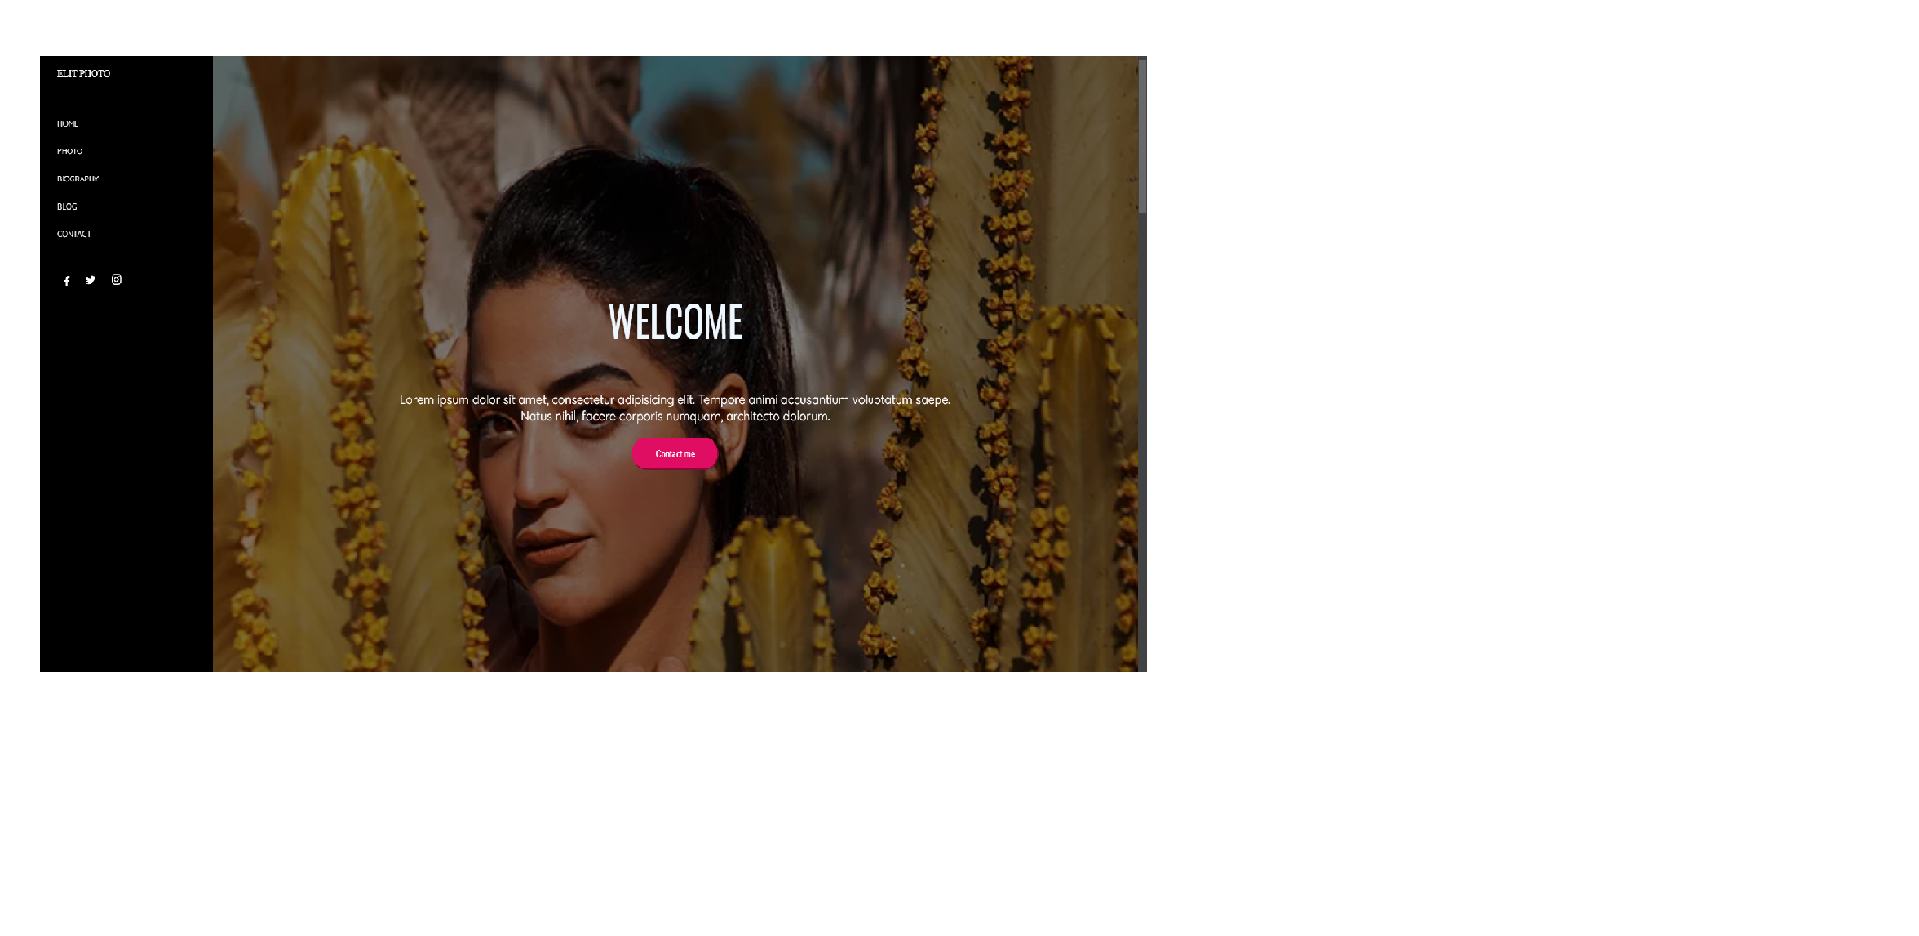 ELIT PHOTO
HOME
PHOTO
BIOGRAPHY
BLOG
CONTACT
WELCOME
Lorem ipsum dolor sit amet, consectetur adipisicing elit. Tempore animi accusantium voluptatum saepe.
Natus nihil, facere corporis numquam, architecto dolorum.
Contact me